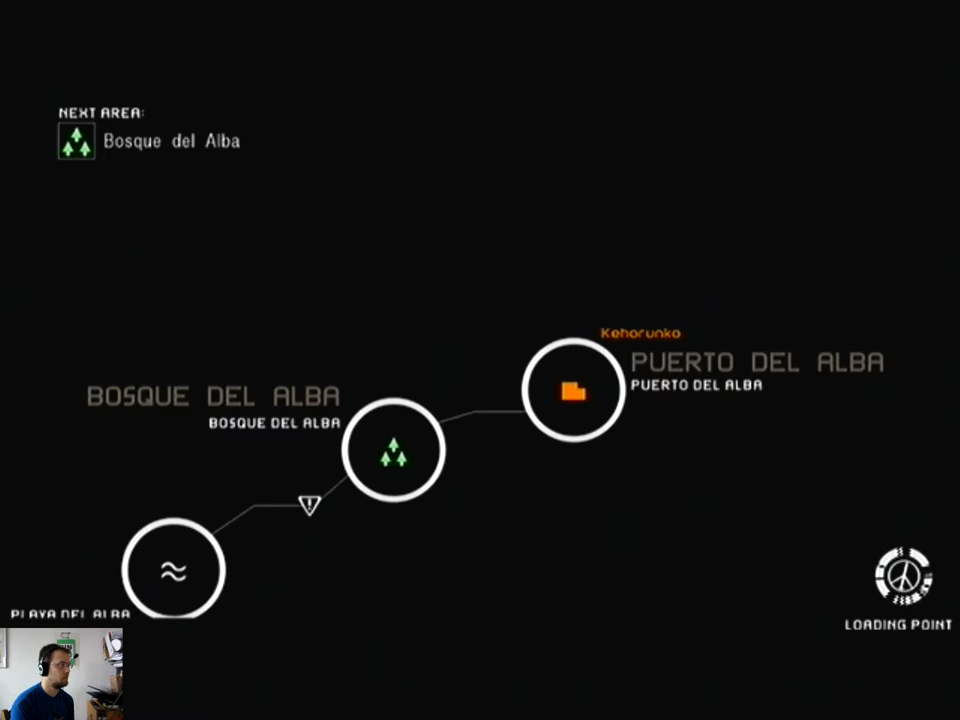 NEXT AREA:
Bosque del Alba
Kehorunko
PUERTO DEL ALBA
PUERTO DEL ALBA
BOSQUE DEL ALBA
BOSQUE DEL ALBA
PLAYA DEL ALBA
LOADING POINT